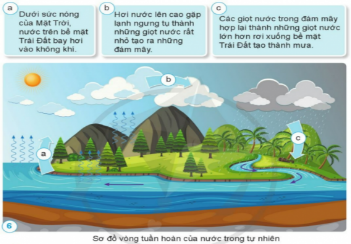 a
Dưới sức nóng
của Mặt Trời,
nước trên bề mặt
Trái Đất bay hơi
vào không khí.
b
Hơi nước lên cao gặp
lạnh ngưng tụ thành
những giọt nước rất
nhỏ tạo ra những
đám mây.
c
Các giọt nước trong đám mây
hợp lại thành những giọt nước
lớn hơn rơi xuống bề mặt
Trái Đất tạo thành mưa.
b
a
c
6
Sơ đồ vòng tuần hoàn của nước trong tự nhiên